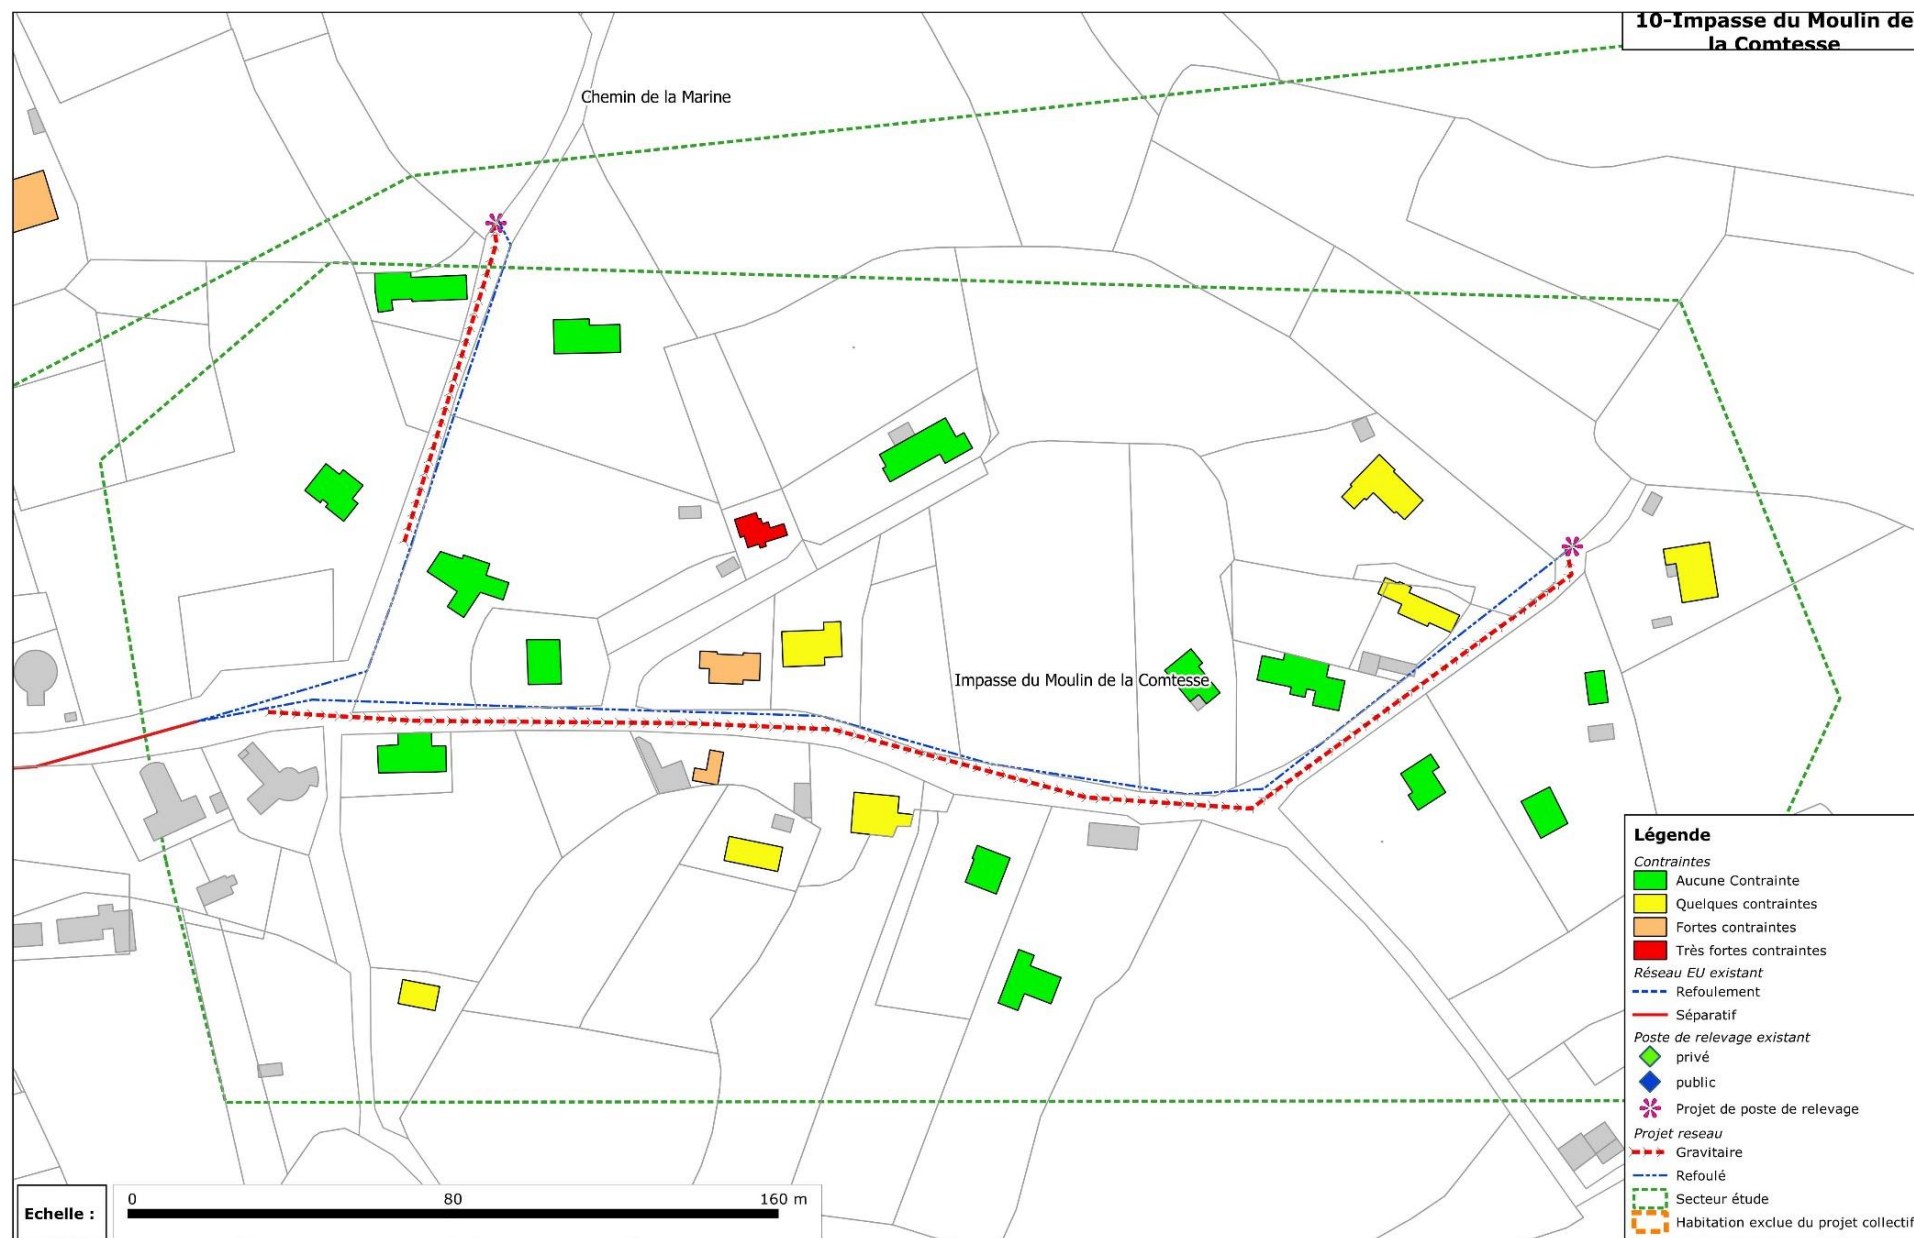 10-Impasse du Moulin de
la Comtesse
Chemin de la Marine
Impasse du Moulin de la Comtesse
Légende
Contraintes
Aucune Contrainte
Quelques contraintes
Fortes contraintes
Très fortes contraintes
Réseau EU existant
Refoulement
Séparatif
Poste de relevage existant
privé
public
Projet de poste de relevage
Projet reseau
Gravitaire
Refoulé
Secteur étude
Habitation exclue du projet collectif
Echelle :
0 80 160 m